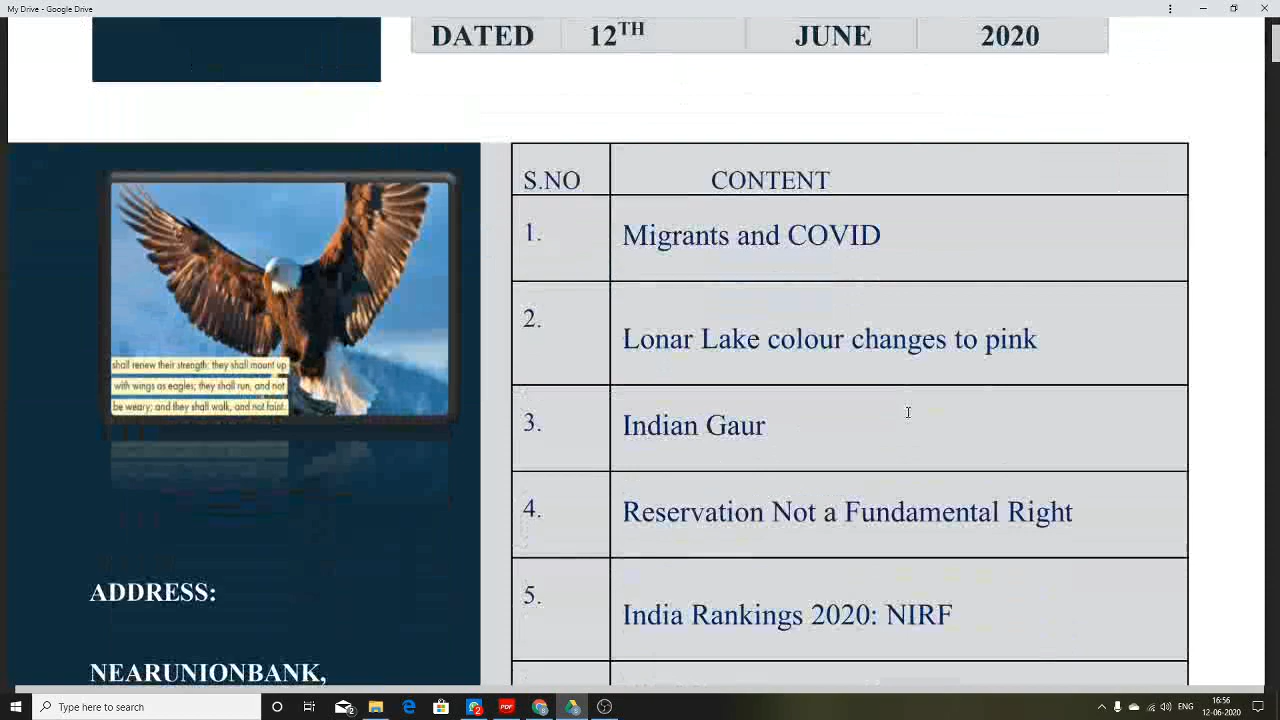 My Drive - Google Drive
DATED 12TH JUNE 2020
S.NO CONTENT
1. Migrants and COVID
2. Lonar Lake colour changes to pink
3. Indian Gaur
4. Reservation Not a Fundamental Right
5. India Rankings 2020: NIRF
shall renew their strength; they shall mount up
with wings as eagles; they shall run, and not
be weary; and they shall walk, and not faint.
ADDRESS:
NEARUNIONBANK,
Type here to search
2
2
PDF
ENG
16:56
12-06-2020